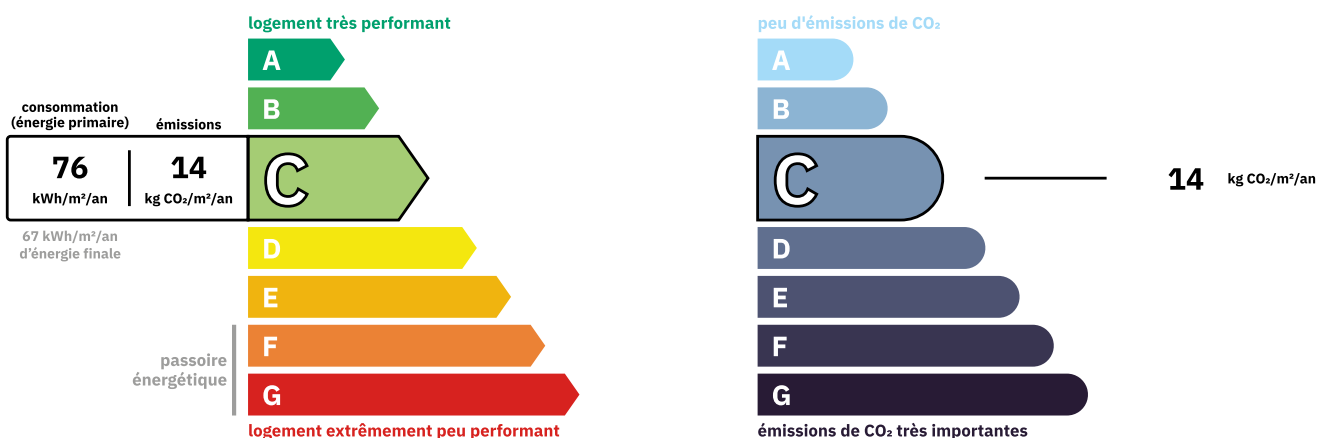 logement très performant
A
B
consommation
(énergie primaire)
émissions
76
kWh/m²/an
14
kg CO₂/m²/an
C
67 kWh/m²/an
d'énergie finale
D
E
passoire
énergétique
F
G
logement extrêmement peu performant
peu d'émissions de CO₂
A
B
C
14 kg CO₂/m²/an
D
E
F
G
émissions de CO₂ très importantes